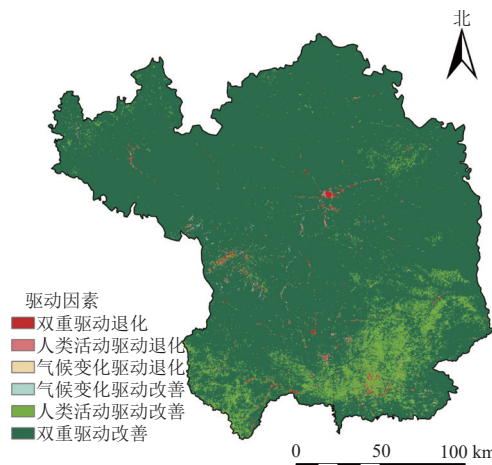 北
驱动因素
双重驱动退化
人类活动驱动退化
气候变化驱动退化
气候变化驱动改善
人类活动驱动改善
双重驱动改善
0 50 100 km